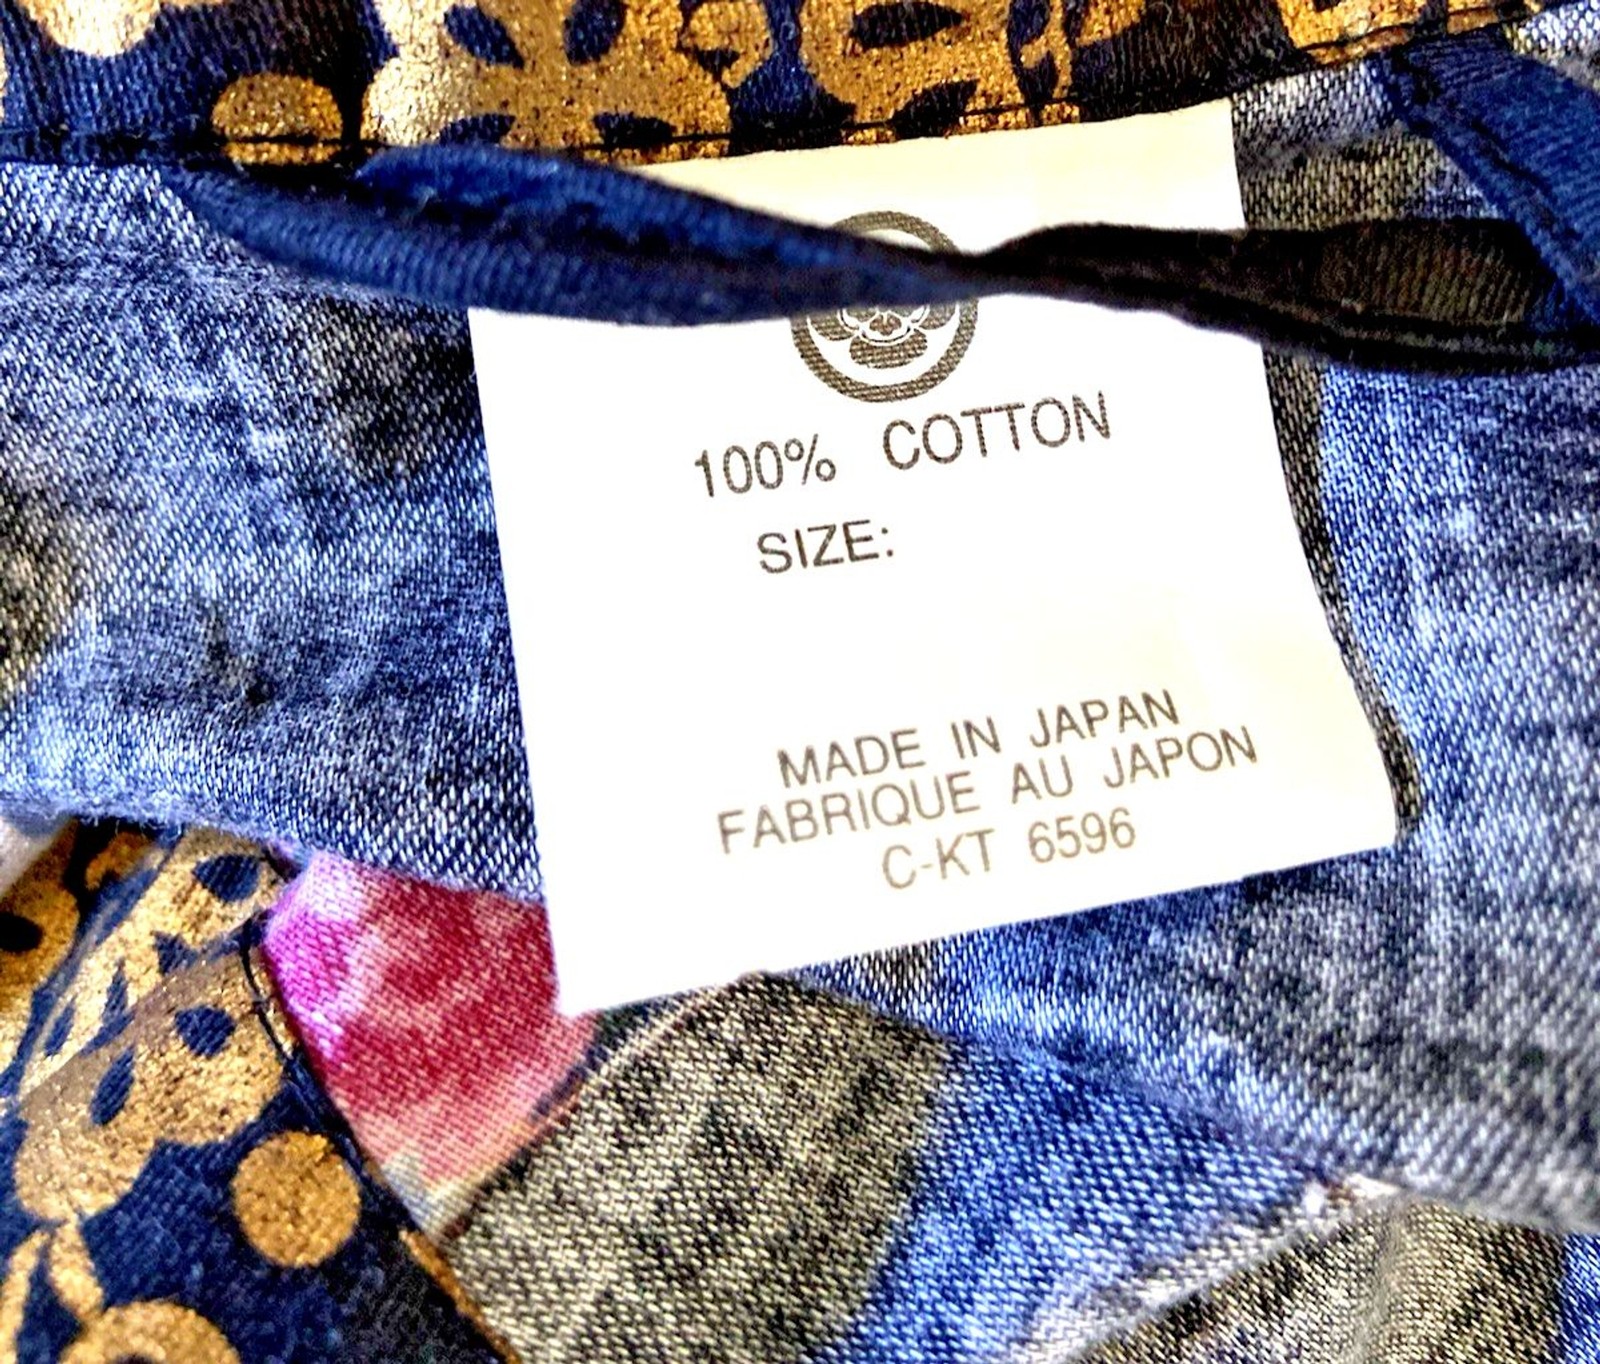 100% COTTON
SIZE:
MADE IN JAPAN
FABRIQUE AU JAPON
C-KT 6596